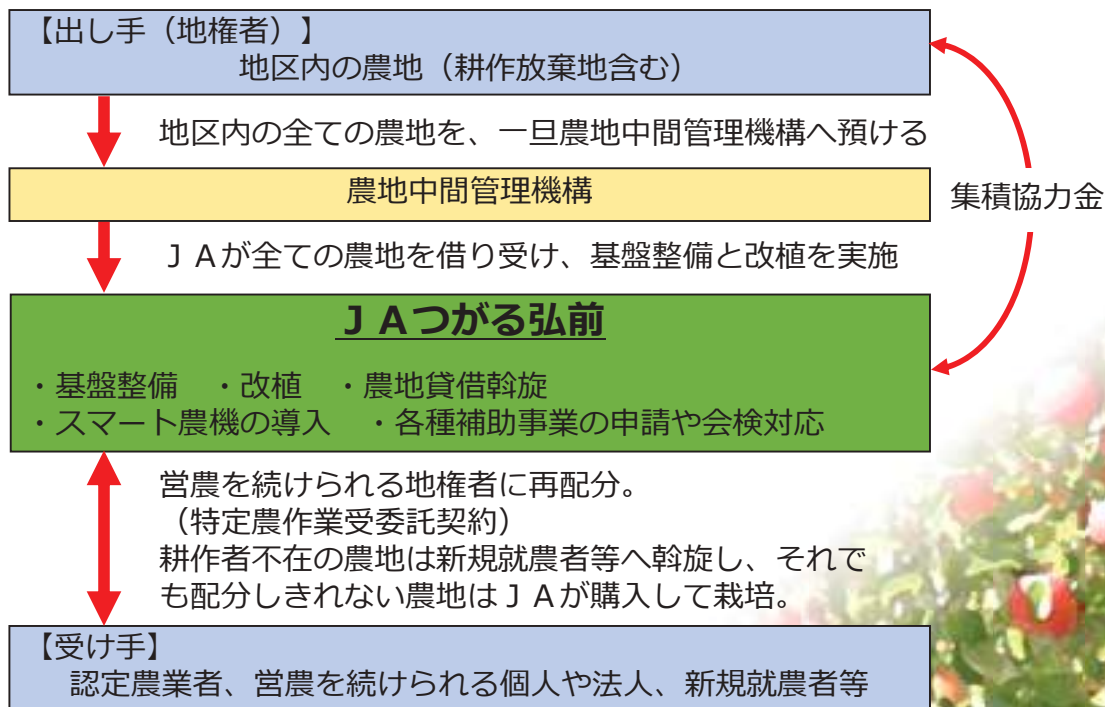 【出し手（地権者）】
地区内の農地（耕作放棄地含む）
地区内の全ての農地を、一旦農地中間管理機構へ預ける
農地中間管理機構
集積協力金
ＪＡが全ての農地を借り受け、基盤整備と改植を実施
ＪＡつがる弘前
・基盤整備　・改植　・農地貸借斡旋
・スマート農機の導入　・各種補助事業の申請や会検対応
営農を続けられる地権者に再配分。
（特定農作業受委託契約）
耕作者不在の農地は新規就農者等へ斡旋し、それで
も配分しきれない農地はＪＡが購入して栽培。
【受け手】
認定農業者、営農を続けられる個人や法人、新規就農者等